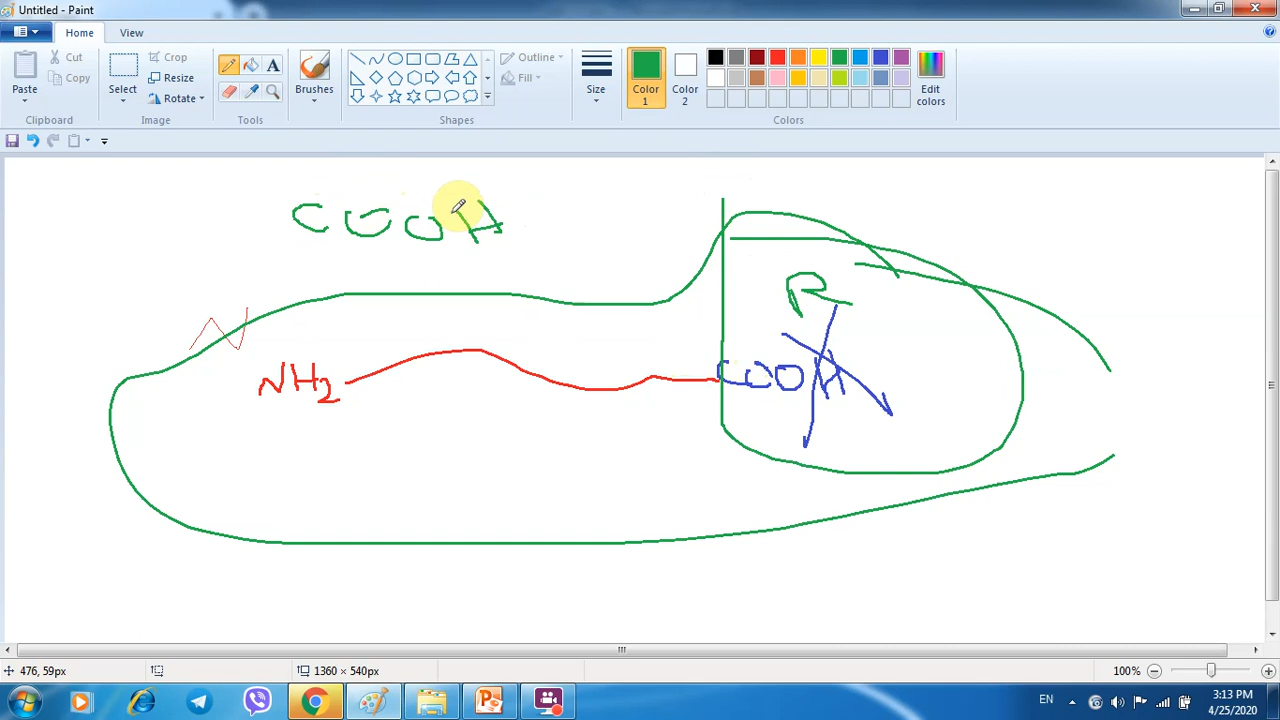 Untitled - Paint
Home View
Paste
Cut
Copy
Clipboard
Select
Crop
Resize
Rotate
Image
Tools
Brushes
Shapes
Outline
Fill
Size
Color 1
Color 2
Colors
Edit colors
COOH
R
NH2
COOH
476, 59px
1360 × 540px
100%
EN
3:13 PM
4/25/2020